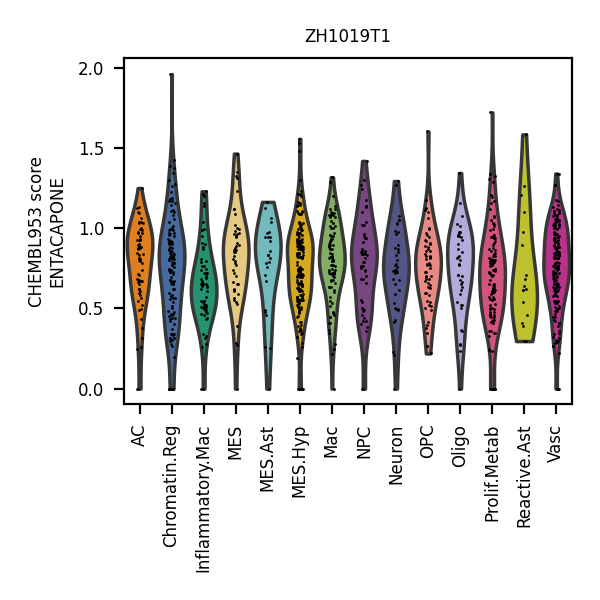 ZH1019T1
CHEMBL953 score
ENTACAPONE
2.0
1.5
1.0
0.5
0.0
AC
Chromatin.Reg
Inflammatory.Mac
MES
MES.Ast
MES.Hyp
Mac
NPC
Neuron
OPC
Oligo
Prolif.Metab
Reactive.Ast
Vasc